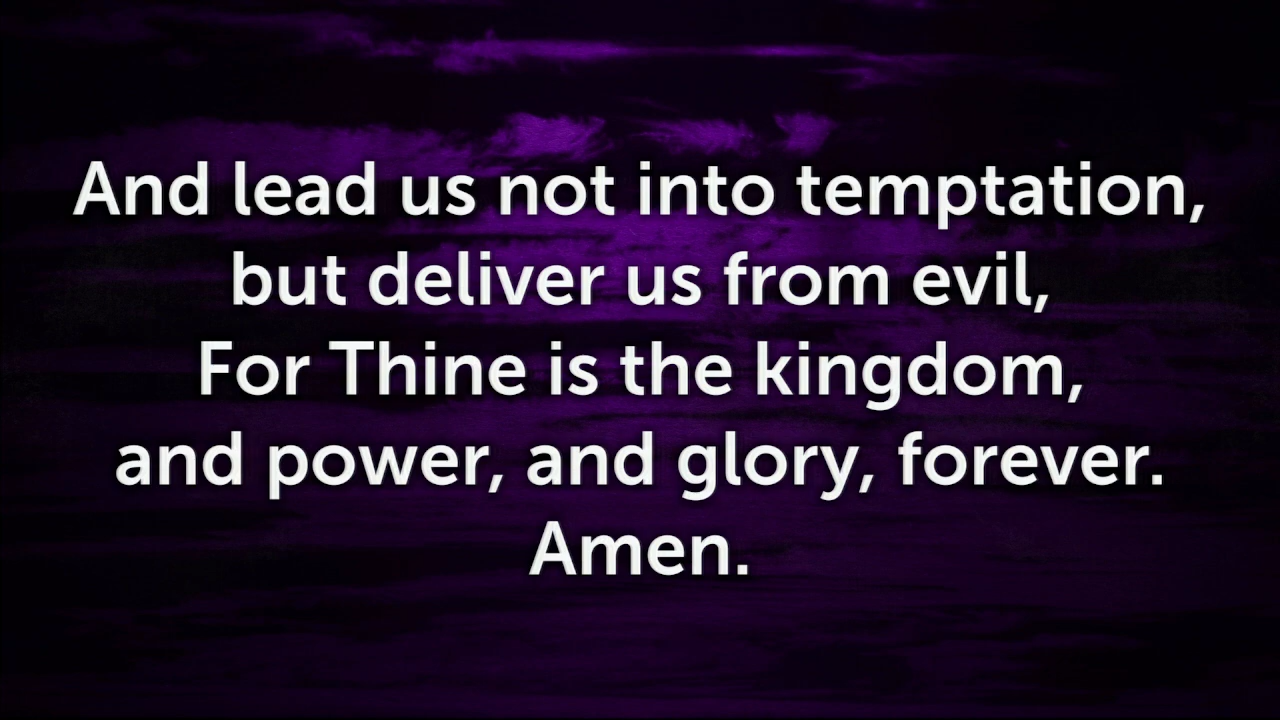 And lead us not into temptation,
but deliver us from evil,
For Thine is the kingdom,
and power, and glory, forever.
Amen.